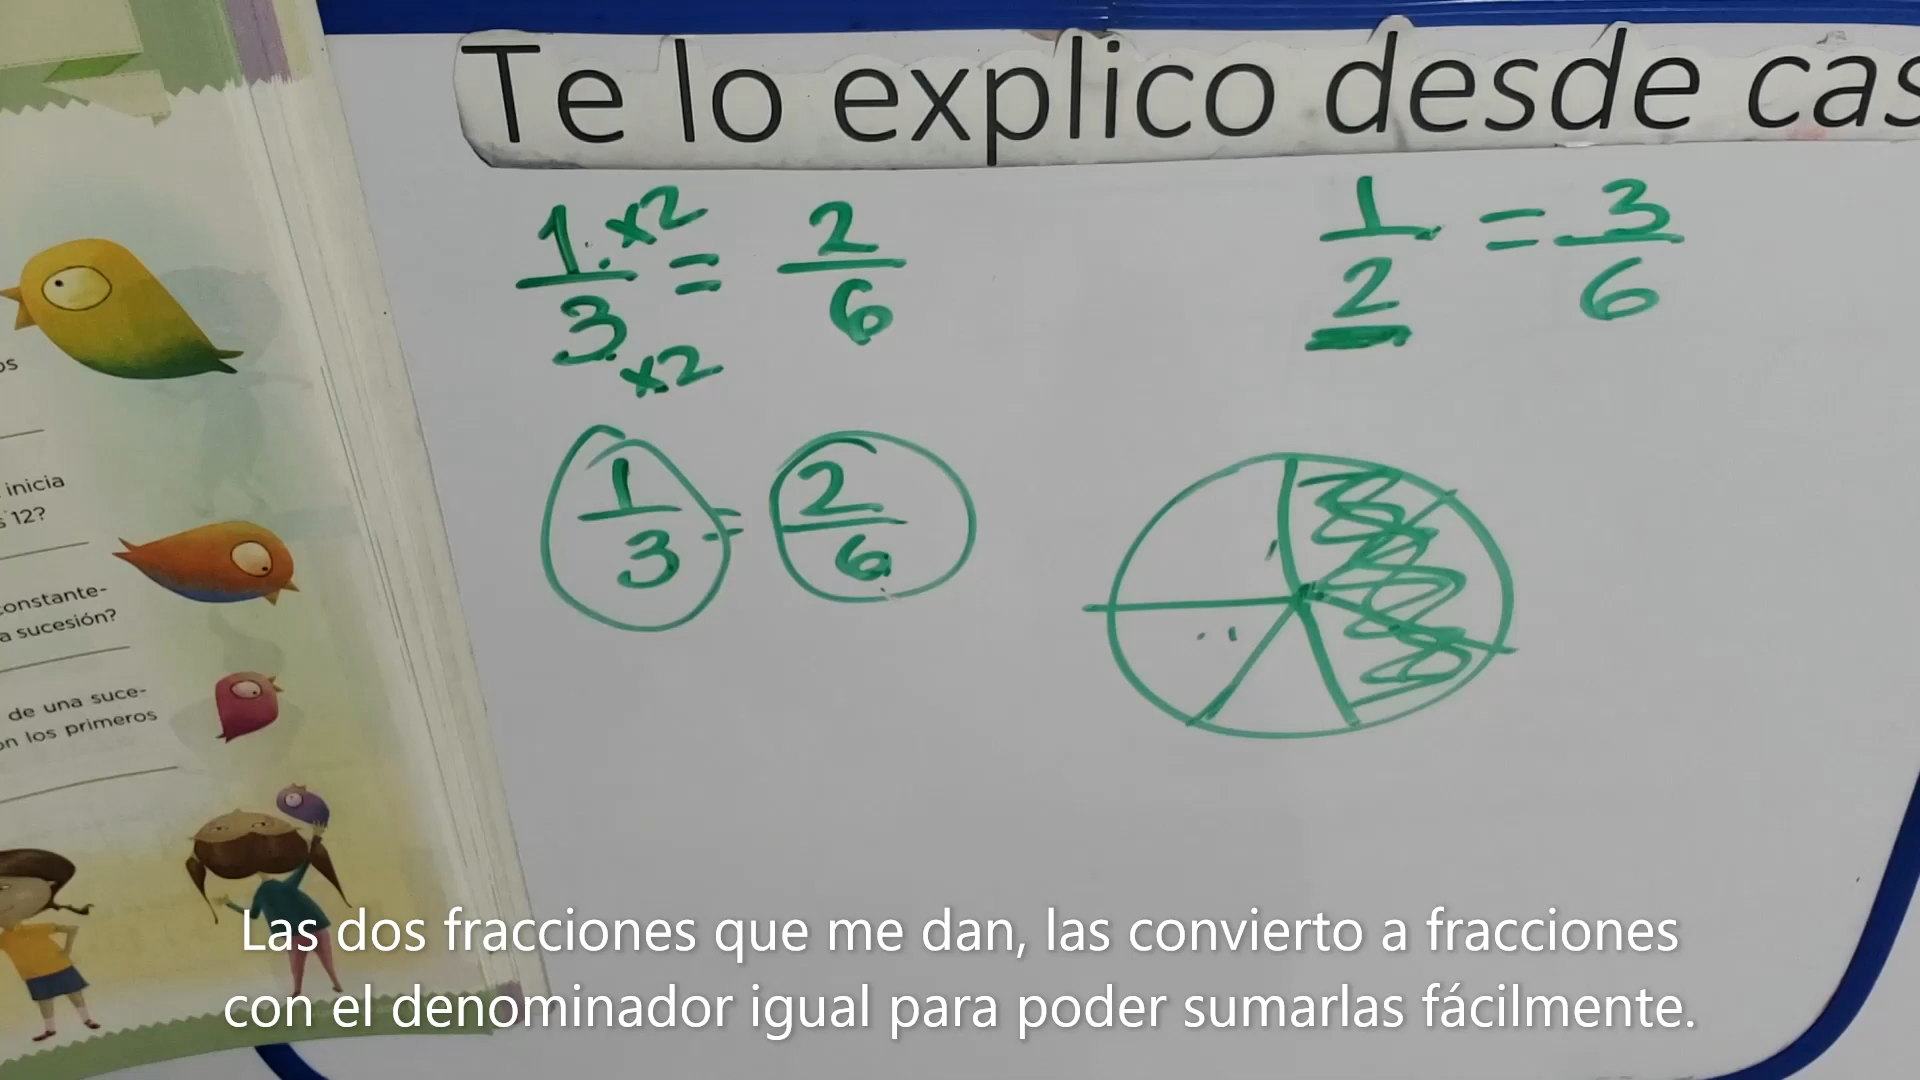 Te lo explico desde cas
1 x2 = 2
3 x2   6
1 = 3
2   6
1 = 2
3   6
os
inicia
s 12?
constante-
a sucesión?
de una suce-
on los primeros
Las dos fracciones que me dan, las convierto a fracciones
con el denominador igual para poder sumarlas fácilmente.